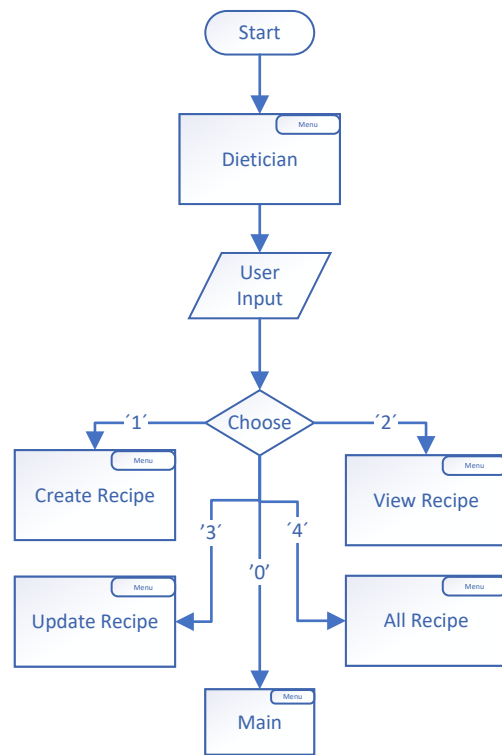 Start
Menu
Dietician
User
Input
Choose
´1´
´2´
Menu
Create Recipe
Menu
View Recipe
’3’
´4´
’0’
Menu
Update Recipe
Menu
All Recipe
Menu
Main